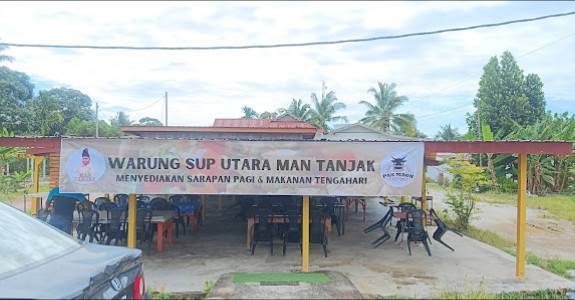 WARUNG SUP UTARA MAN TANJAK
MENYEDIAKAN SARAPAN PAGI & MAKANAN TENGAHARI